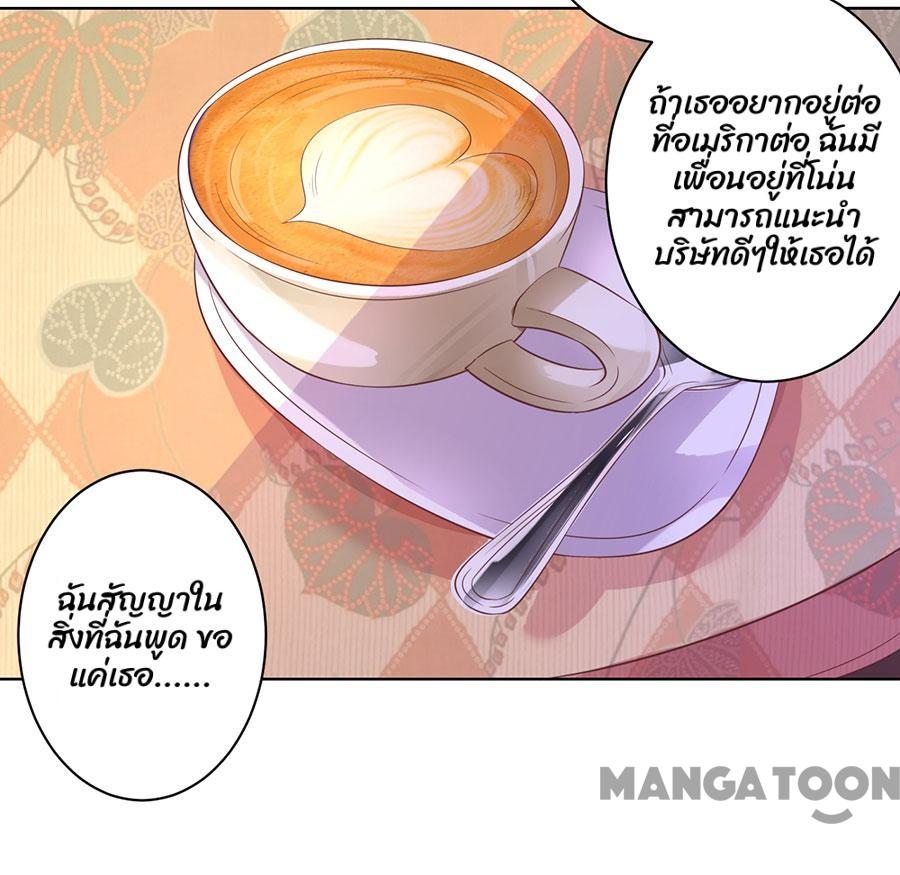 ถ้าเธออยากอยู่ต่อ
ที่อเมริกาต่อ ฉันมี
เพื่อนอยู่ที่โน่น
สามารถแนะนำ
บริษัทดีๆให้เธอได้
ฉันสัญญาใน
สิ่งที่ฉันพูด ขอ
แค่เธอ......
MANGATOON